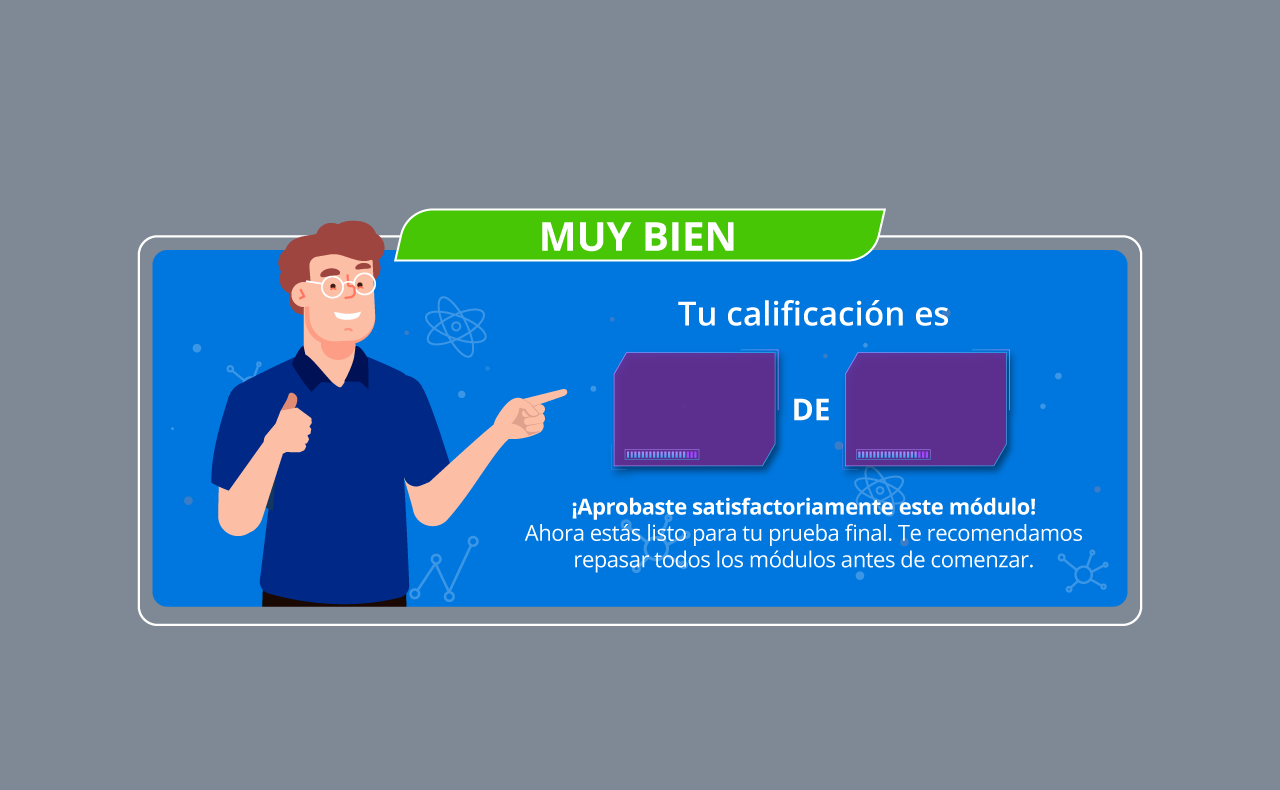 MUY BIEN
Tu calificación es
DE
¡Aprobaste satisfactoriamente este módulo!
Ahora estás listo para tu prueba final. Te recomendamos
repasar todos los módulos antes de comenzar.